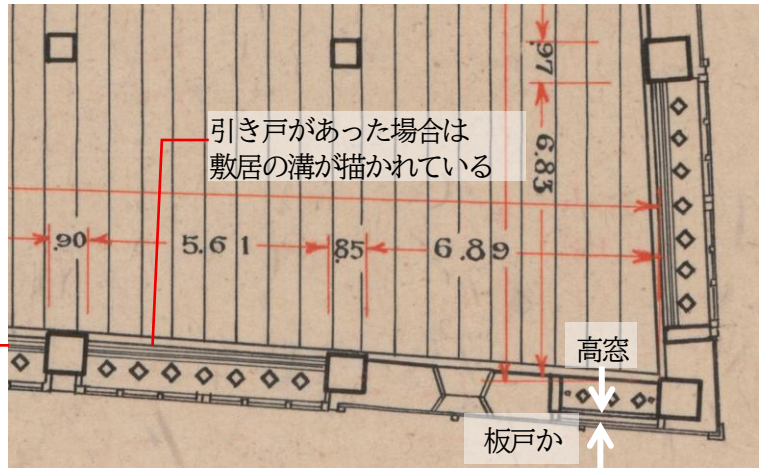 .97
引き戸があった場合は
敷居の溝が描かれている
6.83
.90
5.61
.85
6.89
高窓
板戸か